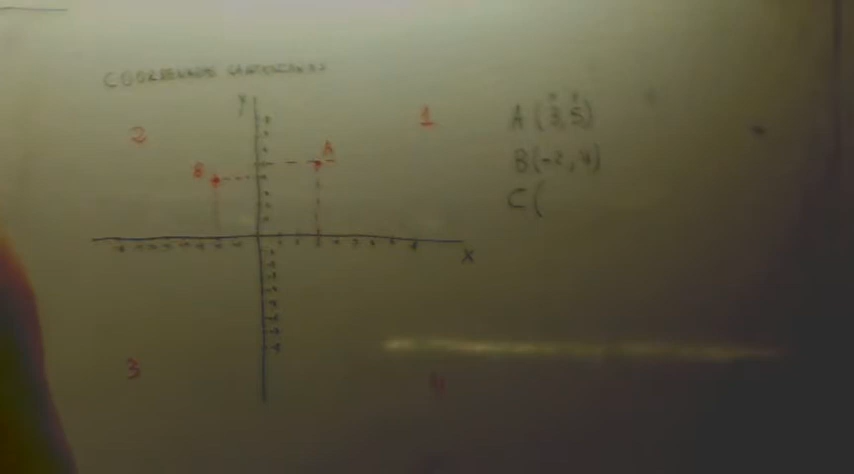 COORDENADAS CARTESIANAS
y
2
1
A
B
A (3,5)
B(-2,4)
C (
X
3
4